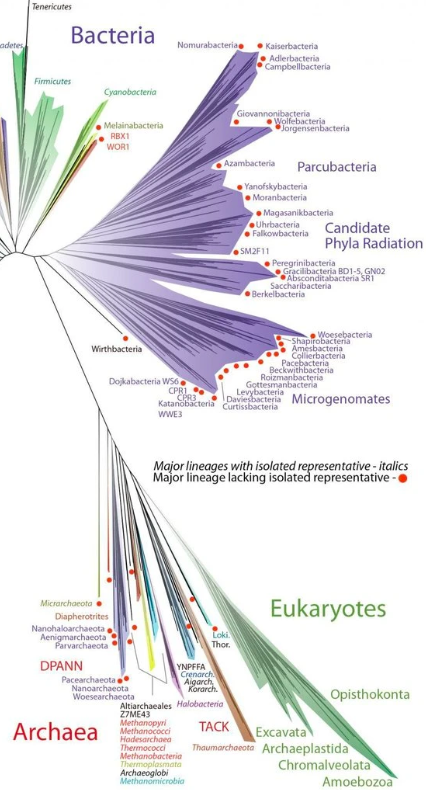 Tenericutes
Bacteria
adetes
Firmicutes
Cyanobacteria
Melainabacteria
RBX1
WOR1
Nomurabacteria
Kaiserbacteria
Adlerbacteria
Campbellbacteria
Giovannonibacteria
Wolfebacteria
Jorgensenbacteria
Azambacteria
Parcubacteria
Yanofskybacteria
Moranbacteria
Magasanikbacteria
Uhrbacteria
Falkowbacteria
Candidate
Phyla Radiation
SM2F11
Peregrinibacteria
Gracilibacteria BD1-5, GN02
Absconditabacteria SR1
Saccharibacteria
Berkelbacteria
Woesebacteria
Shapirobacteria
Amesbacteria
Collierbacteria
Pacebacteria
Beckwithbacteria
Roizmanbacteria
Gottesmanbacteria
Levybacteria
Daviesbacteria
Curtissbacteria
Microgenomates
Wirthbacteria
Dojkabacteria WS6
CPR1
CPR3
Katanobacteria
WWE3
Major lineages with isolated representative - italics
Major lineage lacking isolated representative -
Eukaryotes
Micrarchaeota
Diapherotrites
Nanohaloarchaeota
Aenigmarchaeota
Parvarchaeota
Loki.
Thor.
DPANN
Pacearchaeota
Nanoarchaeota
Woesearchaeota
YNPFFA
Crenarch.
Aigarch.
Korarch.
Halobacteria
Altiarchaeales
Z7ME43
Methanopyri
Methanococci
Hadesarchaea
Thermococci
Methanobacteria
Thermoplasmata
Archaeoglobi
Methanomicrobia
Archaea
TACK
Thaumarchaeota
Opisthokonta
Excavata
Archaeplastida
Chromalveolata
Amoebozoa